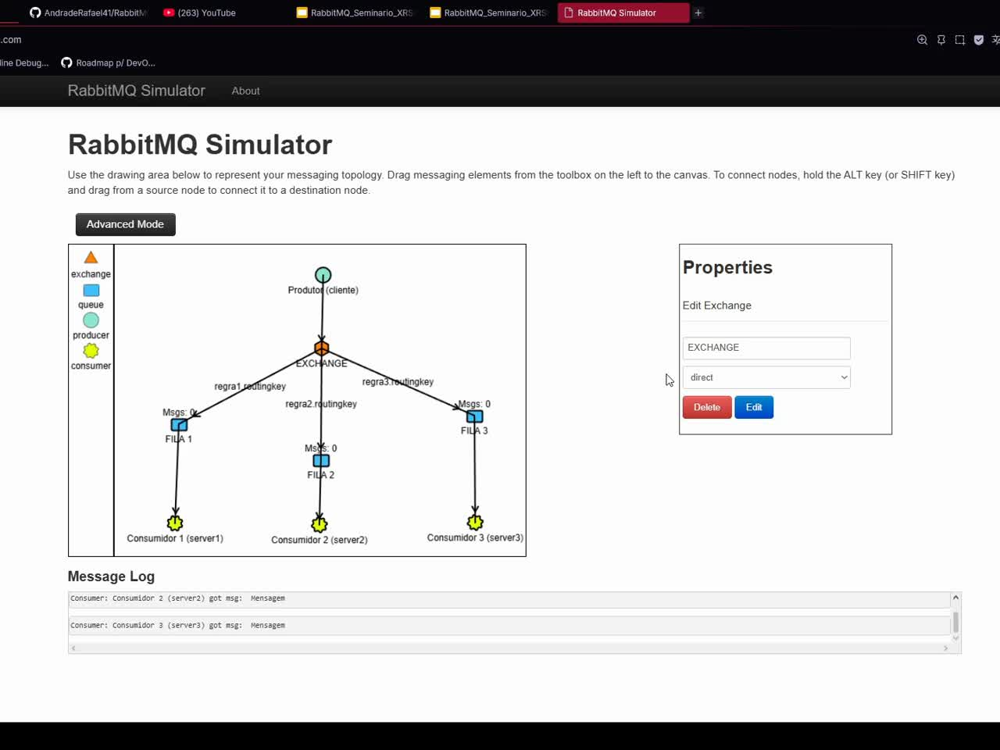 AndradeRafael41/RabbitM
(263) YouTube
RabbitMQ_Seminario_XRS
RabbitMQ_Seminario_XRS
RabbitMQ Simulator
.com
line Debug...
Roadmap p/ DevO...
RabbitMQ Simulator
About
RabbitMQ Simulator
Use the drawing area below to represent your messaging topology. Drag messaging elements from the toolbox on the left to the canvas. To connect nodes, hold the ALT key (or SHIFT key)
and drag from a source node to connect it to a destination node.
Advanced Mode
exchange
queue
producer
consumer
Produtor (cliente)
EXCHANGE
regra1.routingkey
regra2.routingkey
regra3.routingkey
Msgs: 0
FILA 1
Msgs: 0
FILA 2
Msgs: 0
FILA 3
Consumidor 1 (server1)
Consumidor 2 (server2)
Consumidor 3 (server3)
Properties
Edit Exchange
EXCHANGE
direct
Delete
Edit
Message Log
Consumer: Consumidor 2 (server2) got msg: Mensagem
Consumer: Consumidor 3 (server3) got msg: Mensagem